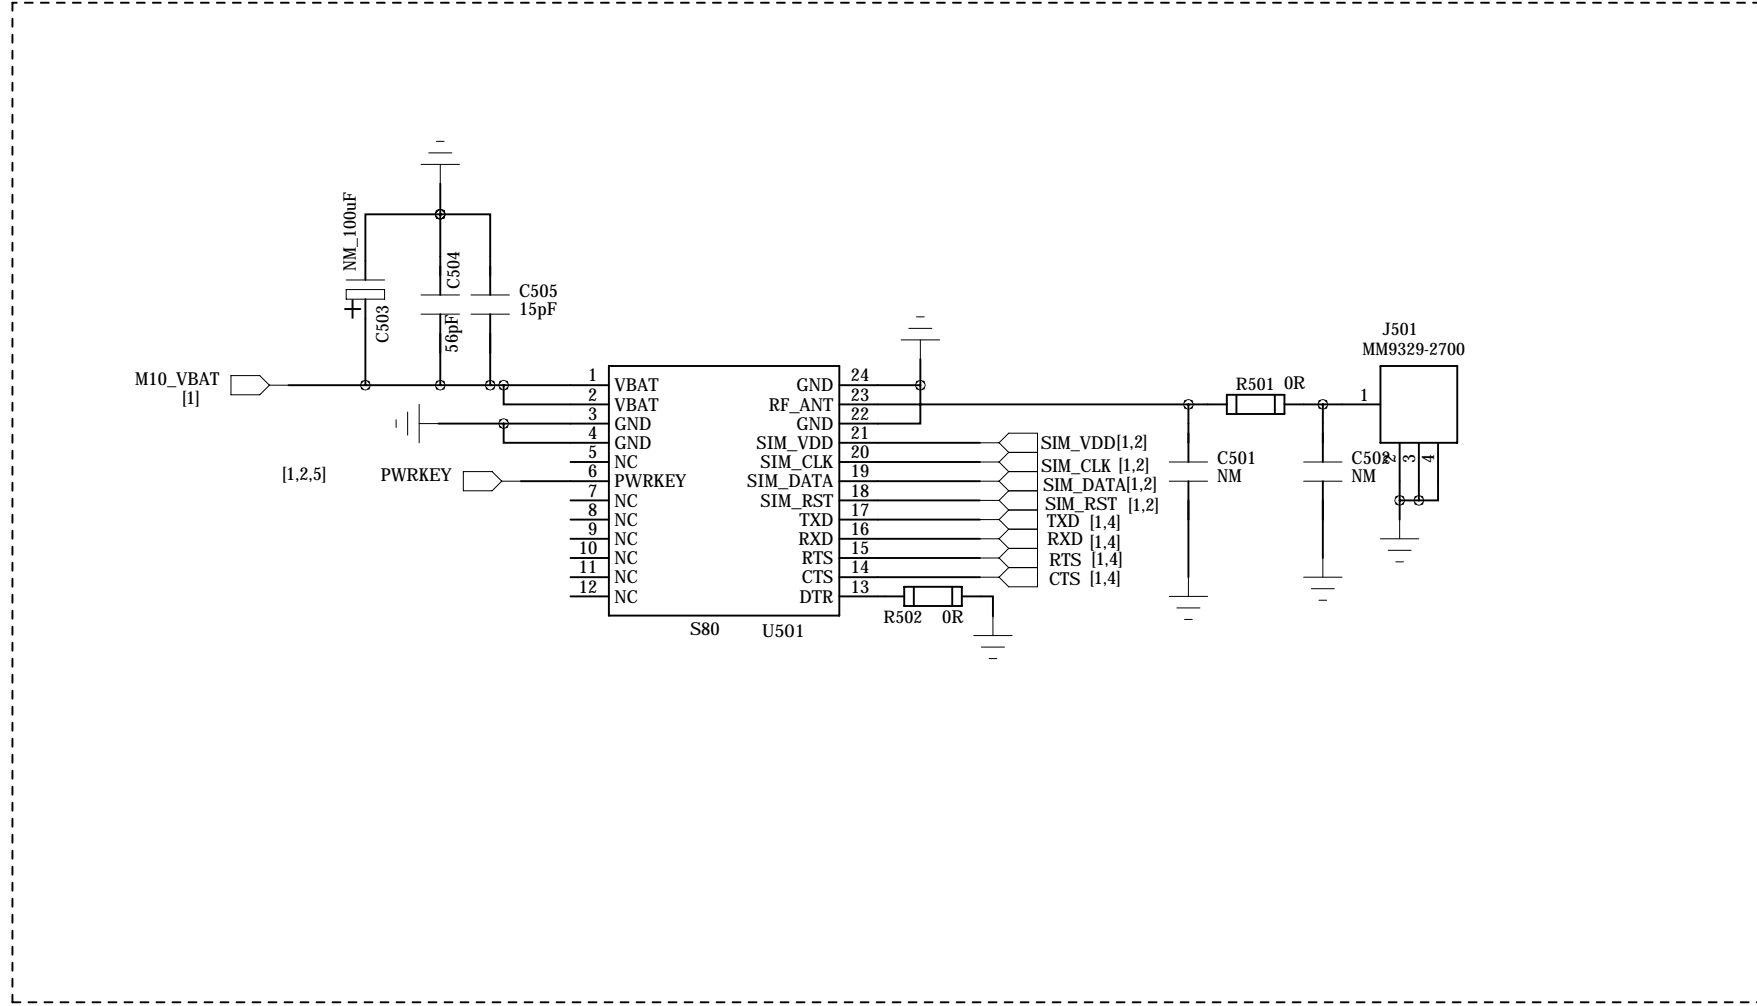 NM_100uF
C503
C504
56pF
C505
15pF
M10_VBAT
[1]
[1,2,5]
PWRKEY
1 VBAT
2 VBAT
3 GND
4 GND
5 NC
6 PWRKEY
7 NC
8 NC
9 NC
10 NC
11 NC
12 NC
GND 24
RF_ANT 23
GND 22
SIM_VDD 21
SIM_CLK 20
SIM_DATA 19
SIM_RST 18
TXD 17
RXD 16
RTS 15
CTS 14
DTR 13
S80 U501
SIM_VDD[1,2]
SIM_CLK [1,2]
SIM_DATA[1,2]
SIM_RST [1,2]
TXD [1,4]
RXD [1,4]
RTS [1,4]
CTS [1,4]
R502 0R
C501
NM
R501 0R
C502
NM
J501
MM9329-2700
1
2
3
4